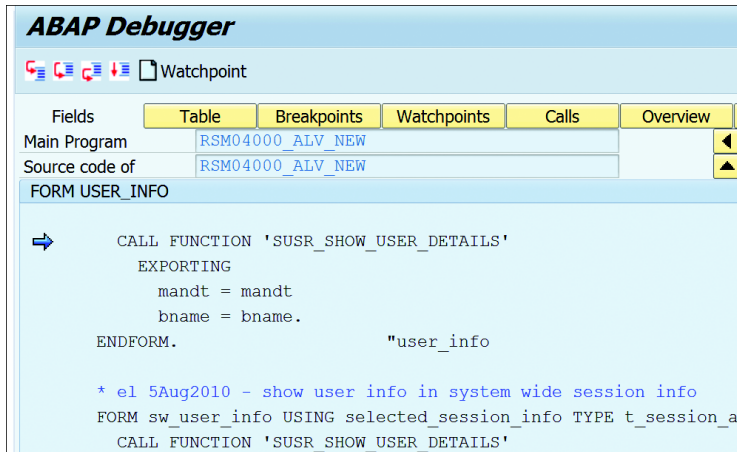 ABAP Debugger
Watchpoint
Fields Table Breakpoints Watchpoints Calls Overview
Main Program RSM04000_ALV_NEW
Source code of RSM04000_ALV_NEW
FORM USER_INFO
CALL FUNCTION 'SUSR_SHOW_USER_DETAILS'
EXPORTING
mandt = mandt
bname = bname.
ENDFORM. "user_info
* el 5Aug2010 - show user info in system wide session info
FORM sw_user_info USING selected_session_info TYPE t_session_a
CALL FUNCTION 'SUSR_SHOW_USER_DETAILS'